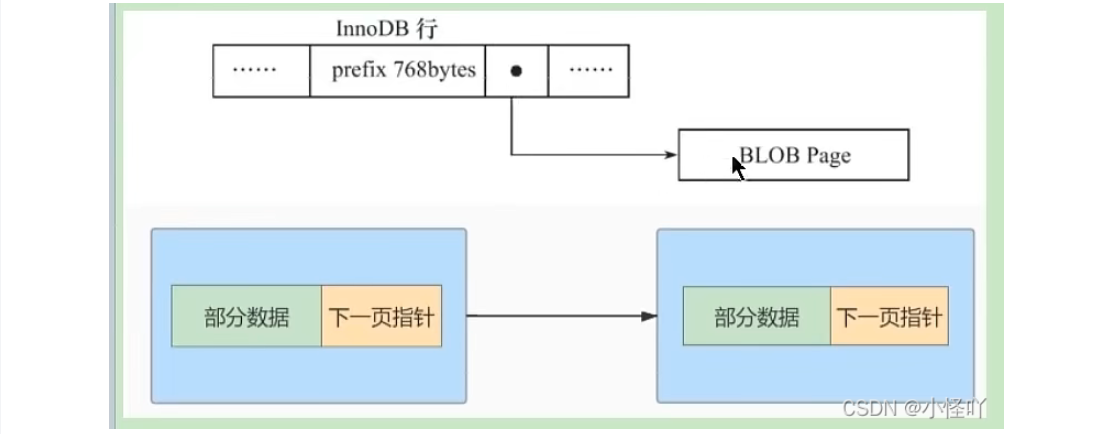 InnoDB 行
…… prefix 768bytes ● ……
BLOB Page
部分数据 下一页指针 部分数据 下一页指针
CSDN @小怪吖